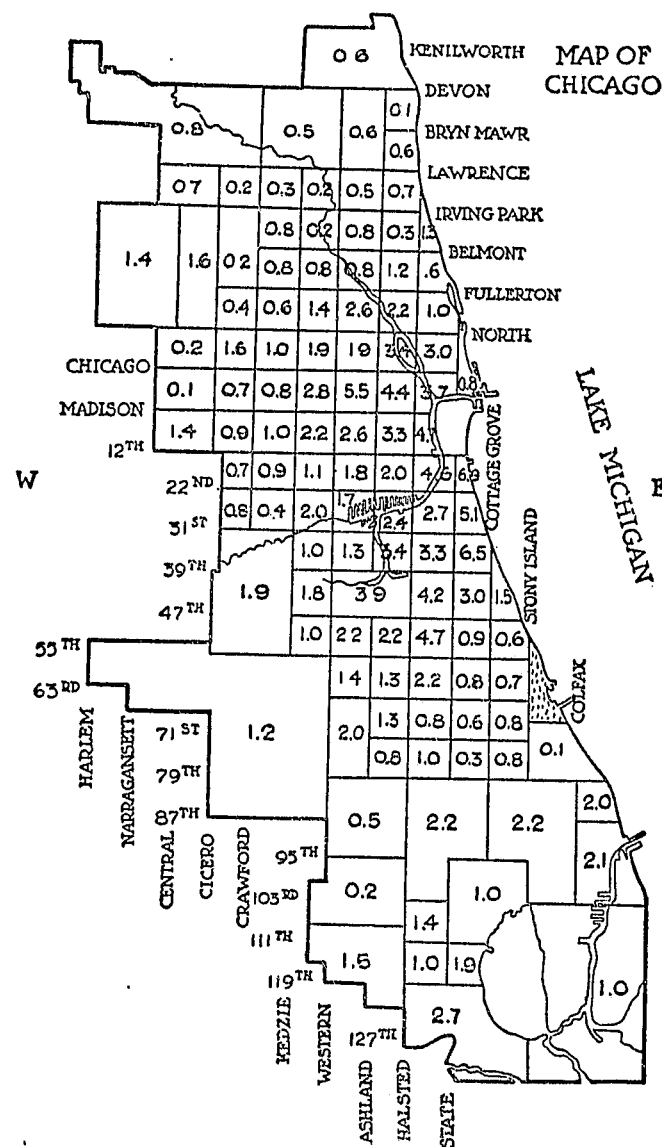 0 6 KENILWORTH MAP OF
CHICAGO
DEVON
0.1
0.8 0.5 0.6 BRYN MAWR
0.6
LAWRENCE
0.7 0.2 0.3 0.2 0.5 0.7
IRVING PARK
0.8 0.2 0.8 0.3 1.3
BELMONT
1.4 1.6 0.2 0.8 0.8 0.8 1.2 .6
FULLERTON
0.4 0.6 1.4 2.6 2.2 1.0
NORTH
0.2 1.6 1.0 1.9 1 9 3.0
CHICAGO
0.1 0.7 0.8 2.8 5.5 4.4 3.7 0.8
MADISON
1.4 0.9 1.0 2.2 2.6 3.3 4.7
12TH
LAKE MICHIGAN
W E
0.7 0.9 1.1 1.8 2.0 COTTAGE GROVE
22ND
0.8 0.4 2.0 1.7 2.4 2.7 5.1
31ST
1.0 1.3 3.4 3.3 6.5
39TH
1.9 1.8 3 9 4.2 3.0 1.5 STONY ISLAND
47TH
1.0 2 2 2.2 4.7 0.9 0.6
55TH
1 4 1.3 2.2 0.8 0.7
63RD
COLFAX
HARLEM
NARRAGANSETT
71ST 1.2 2.0 1.3 0.8 0.6 0.8
0.1
79TH 0.8 1.0 0.3 0.8
CENTRAL
CICERO
CRAWFORD
87TH
2.0
0.5 2.2 2.2
95TH 2.1
0.2 1.0
103RD
1.4
111TH
1.5 1.0 1.9
119TH 1.0
2.7
KEDZIE
WESTERN
127TH
ASHLAND
HALSTED
STATE